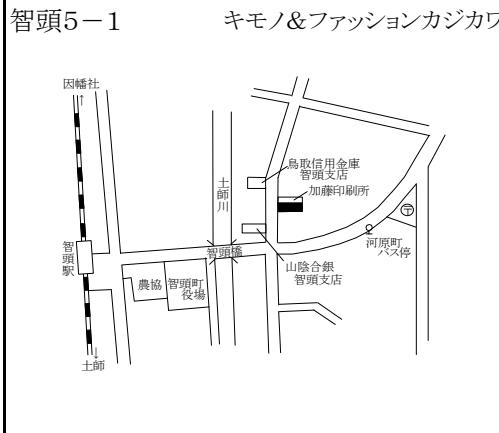 智頭5－1　キモノ&ファッションカジカワ
因幡社
↑
鳥取信用金庫
智頭支店
加藤印刷所
土師川
〒
智頭駅
智頭橋
河原町
バス停
農協
智頭町
役場
山陰合銀
智頭支店
↓
土師